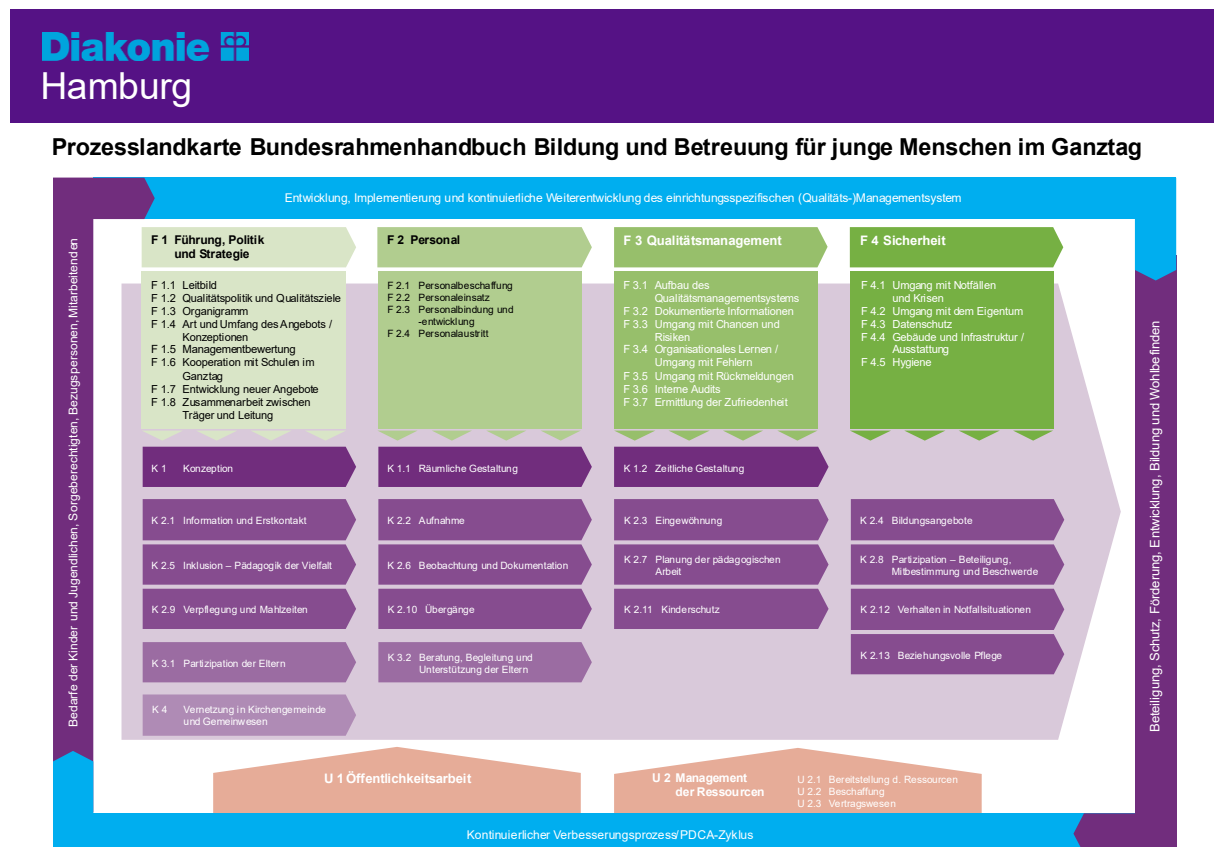 Diakonie
Hamburg
Prozesslandkarte Bundesrahmenhandbuch Bildung und Betreuung für junge Menschen im Ganztag
Entwicklung, Implementierung und kontinuierliche Weiterentwicklung des einrichtungsspezifischen (Qualitäts-)Managementsystem
Bedarfe der Kinder und Jugendlichen, Sorgeberechtigten, Bezugspersonen, Mitarbeitenden
F 1 Führung, Politik
und Strategie
F 1.1 Leitbild
F 1.2 Qualitätspolitik und Qualitätsziele
F 1.3 Organigramm
F 1.4 Art und Umfang des Angebots /
Konzeptionen
F 1.5 Managementbewertung
F 1.6 Kooperation mit Schulen im
Ganztag
F 1.7 Entwicklung neuer Angebote
F 1.8 Zusammenarbeit zwischen
Träger und Leitung
F 2 Personal
F 2.1 Personalbeschaffung
F 2.2 Personaleinsatz
F 2.3 Personalbindung und
-entwicklung
F 2.4 Personalaustritt
F 3 Qualitätsmanagement
F 3.1 Aufbau des
Qualitätsmanagementsystems
F 3.2 Dokumentierte Informationen
F 3.3 Umgang mit Chancen und
Risiken
F 3.4 Organisationales Lernen /
Umgang mit Fehlern
F 3.5 Umgang mit Rückmeldungen
F 3.6 Interne Audits
F 3.7 Ermittlung der Zufriedenheit
F 4 Sicherheit
F 4.1 Umgang mit Notfällen
und Krisen
F 4.2 Umgang mit dem Eigentum
F 4.3 Datenschutz
F 4.4 Gebäude und Infrastruktur /
Ausstattung
F 4.5 Hygiene
K 1 Konzeption
K 1.1 Räumliche Gestaltung
K 1.2 Zeitliche Gestaltung
K 2.1 Information und Erstkontakt
K 2.2 Aufnahme
K 2.3 Eingewöhnung
K 2.4 Bildungsangebote
K 2.5 Inklusion – Pädagogik der Vielfalt
K 2.6 Beobachtung und Dokumentation
K 2.7 Planung der pädagogischen
Arbeit
K 2.8 Partizipation – Beteiligung,
Mitbestimmung und Beschwerde
K 2.9 Verpflegung und Mahlzeiten
K 2.10 Übergänge
K 2.11 Kinderschutz
K 2.12 Verhalten in Notfallsituationen
K 2.13 Beziehungsvolle Pflege
K 3.1 Partizipation der Eltern
K 3.2 Beratung, Begleitung und
Unterstützung der Eltern
K 4 Vernetzung in Kirchengemeinde
und Gemeinwesen
Beteiligung, Schutz, Förderung, Entwicklung, Bildung und Wohlbefinden
U 1 Öffentlichkeitsarbeit
U 2 Management
der Ressourcen
U 2.1 Bereitstellung d. Ressourcen
U 2.2 Beschaffung
U 2.3 Vertragswesen
Kontinuierlicher Verbesserungsprozess/PDCA-Zyklus